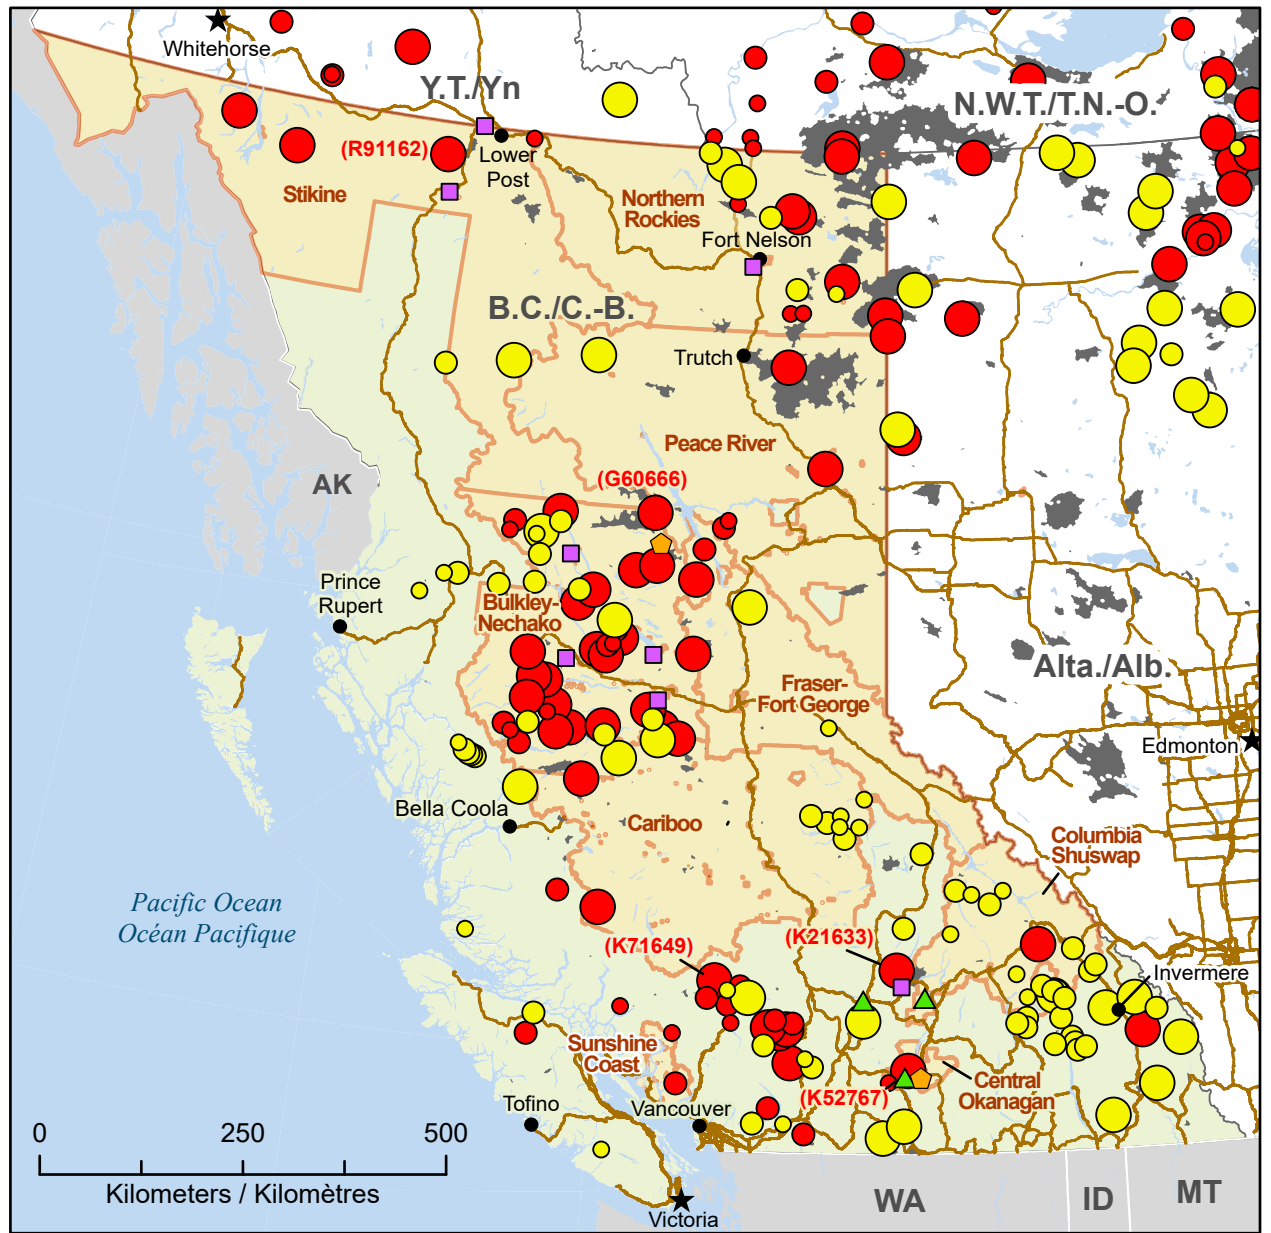 Whitehorse
Y.T./Yn
N.W.T./T.N.-O.
(R91162)
Lower
Post
Stikine
Northern
Rockies
Fort Nelson
B.C./C.-B.
Trutch
Peace River
AK
(G60666)
Prince
Rupert
Bulkley-
Nechako
Alta./Alb.
Fraser-
Fort George
Edmonton
Bella Coola
Cariboo
Columbia
Shuswap
Pacific Ocean
Océan Pacifique
(K71649)
(K21633)
Invermere
Sunshine
Coast
Central
Okanagan
(K52767)
Tofino
Vancouver
0 250 500
Kilometers / Kilomètres
Victoria
WA
ID
MT